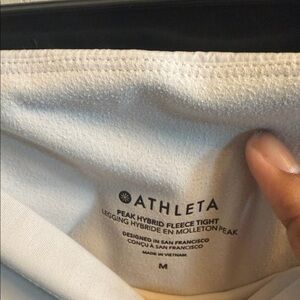 ATHLETA
PEAK HYBRID FLEECE TIGHT
LEGGING HYBRIDE EN MOLLETON PEAK
DESIGNED IN SAN FRANCISCO
CONÇU À SAN FRANCISCO
MADE IN VIETNAM
M